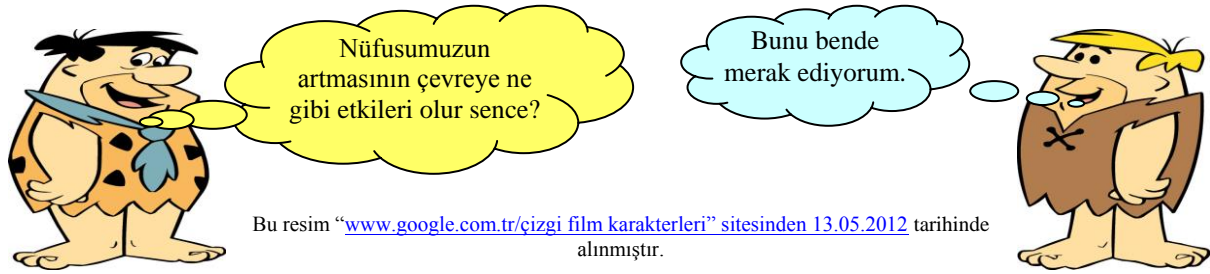 Nüfusumuzun
artmasının çevreye ne
gibi etkileri olur sence?
Bunu bende
merak ediyorum.
Bu resim “www.google.com.tr/çizgi film karakterleri” sitesinden 13.05.2012 tarihinde
alınmıştır.